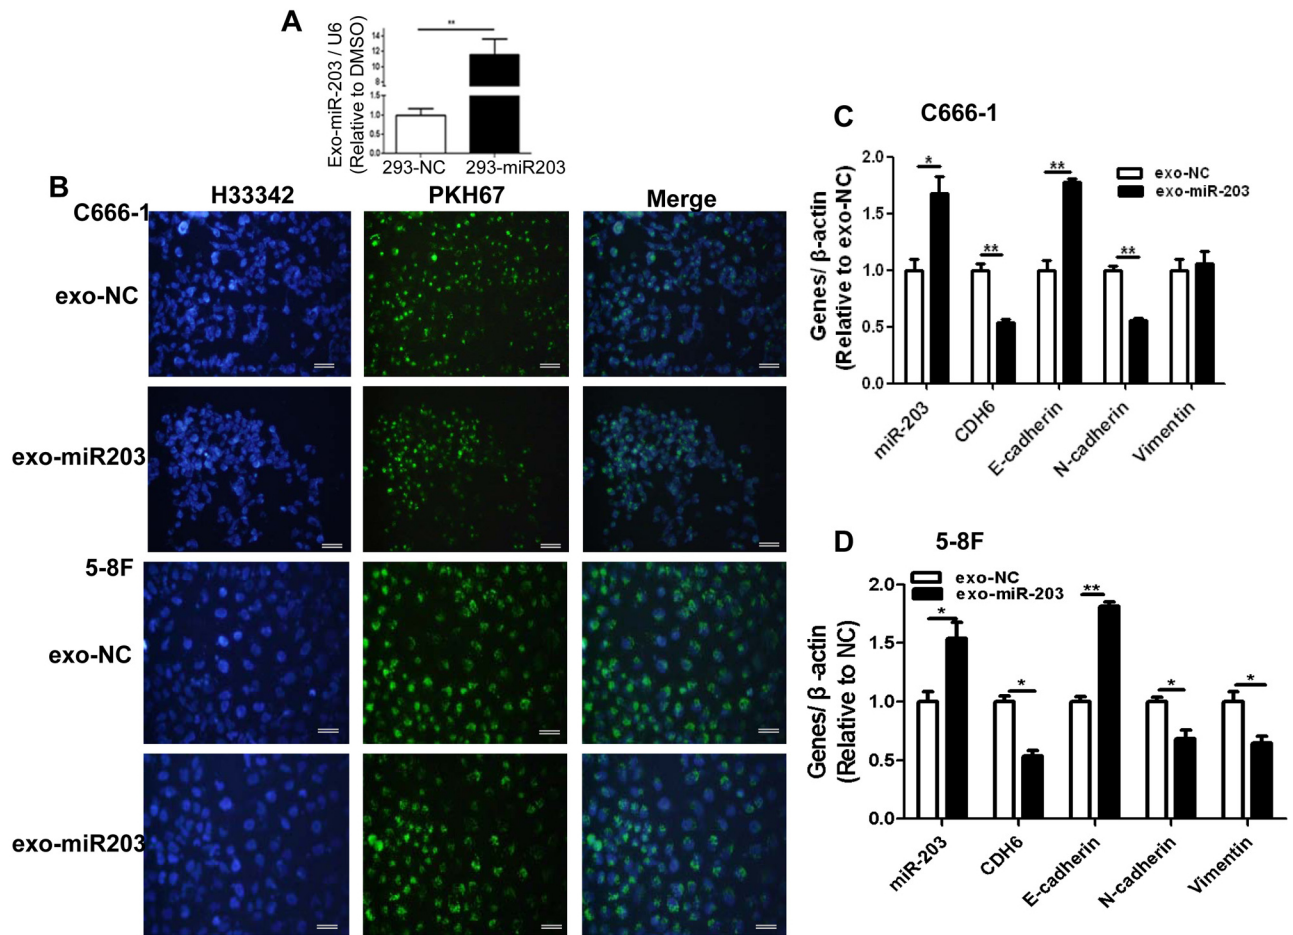 A
Exo-miR-203 / U6
(Relative to DMSO)
**
14
12
10
8
1.5
1.0
0.5
0.0
293-NC
293-miR203
B
H33342
PKH67
Merge
C666-1
exo-NC
exo-miR203
5-8F
exo-NC
exo-miR203
C
C666-1
Genes/ β-actin
(Relative to exo-NC)
2.0
1.5
1.0
0.5
0.0
*
**
**
**
exo-NC
exo-miR-203
miR-203
CDH6
E-cadherin
N-cadherin
Vimentin
D
5-8F
Genes/ β -actin
(Relative to NC)
2.0
1.5
1.0
0.5
0.0
exo-NC
exo-miR-203
*
*
**
*
*
miR-203
CDH6
E-cadherin
N-cadherin
Vimentin